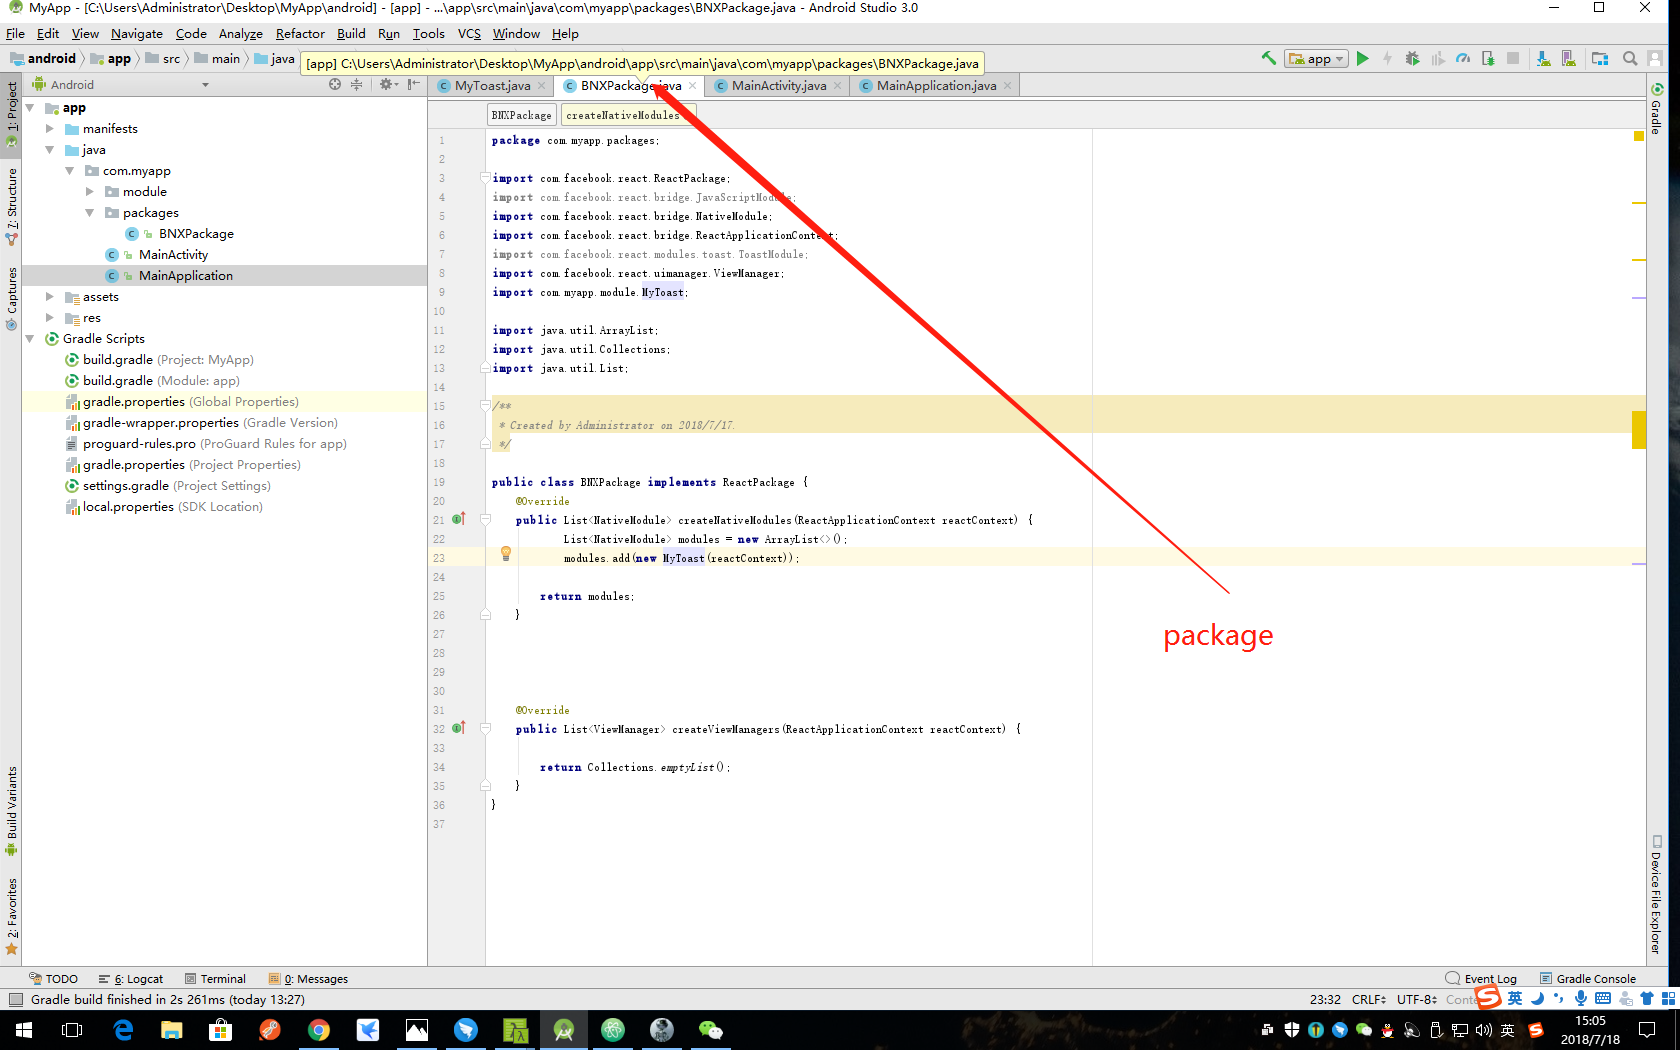 MyApp - [C:\Users\Administrator\Desktop\MyApp\android] - [app] - ...\app\src\main\java\com\myapp\packages\BNXPackage.java - Android Studio 3.0
File Edit View Navigate Code Analyze Refactor Build Run Tools VCS Window Help
android app src main java
[app] C:\Users\Administrator\Desktop\MyApp\android\app\src\main\java\com\myapp\packages\BNXPackage.java
app
Android
MyToast.java BNXPackage.java MainActivity.java MainApplication.java
BNXPackage createNativeModules
1: Project
7: Structure
Captures
Build Variants
2: Favorites
app
manifests
java
com.myapp
module
packages
BNXPackage
MainActivity
MainApplication
assets
res
Gradle Scripts
build.gradle (Project: MyApp)
build.gradle (Module: app)
gradle.properties (Global Properties)
gradle-wrapper.properties (Gradle Version)
proguard-rules.pro (ProGuard Rules for app)
gradle.properties (Project Properties)
settings.gradle (Project Settings)
local.properties (SDK Location)
1 package com.myapp.packages;
2
3 import com.facebook.react.ReactPackage;
4 import com.facebook.react.bridge.JavaScriptModule;
5 import com.facebook.react.bridge.NativeModule;
6 import com.facebook.react.bridge.ReactApplicationContext;
7 import com.facebook.react.modules.toast.ToastModule;
8 import com.facebook.react.uimanager.ViewManager;
9 import com.myapp.module.MyToast;
10
11 import java.util.ArrayList;
12 import java.util.Collections;
13 import java.util.List;
14
15 /**
16 * Created by Administrator on 2018/7/17.
17 */
18
19 public class BNXPackage implements ReactPackage {
20 @Override
21 public List<NativeModule> createNativeModules(ReactApplicationContext reactContext) {
22 List<NativeModule> modules = new ArrayList<>();
23 modules.add(new MyToast(reactContext));
24
25 return modules;
26 }
27
28
29
30
31 @Override
32 public List<ViewManager> createViewManagers(ReactApplicationContext reactContext) {
33
34 return Collections.emptyList();
35 }
36 }
37
package
Gradle
Device File Explorer
TODO 6: Logcat Terminal 0: Messages Event Log Gradle Console
Gradle build finished in 2s 261ms (today 13:27) 23:32 CRLF UTF-8 Conte
英
英
15:05
2018/7/18